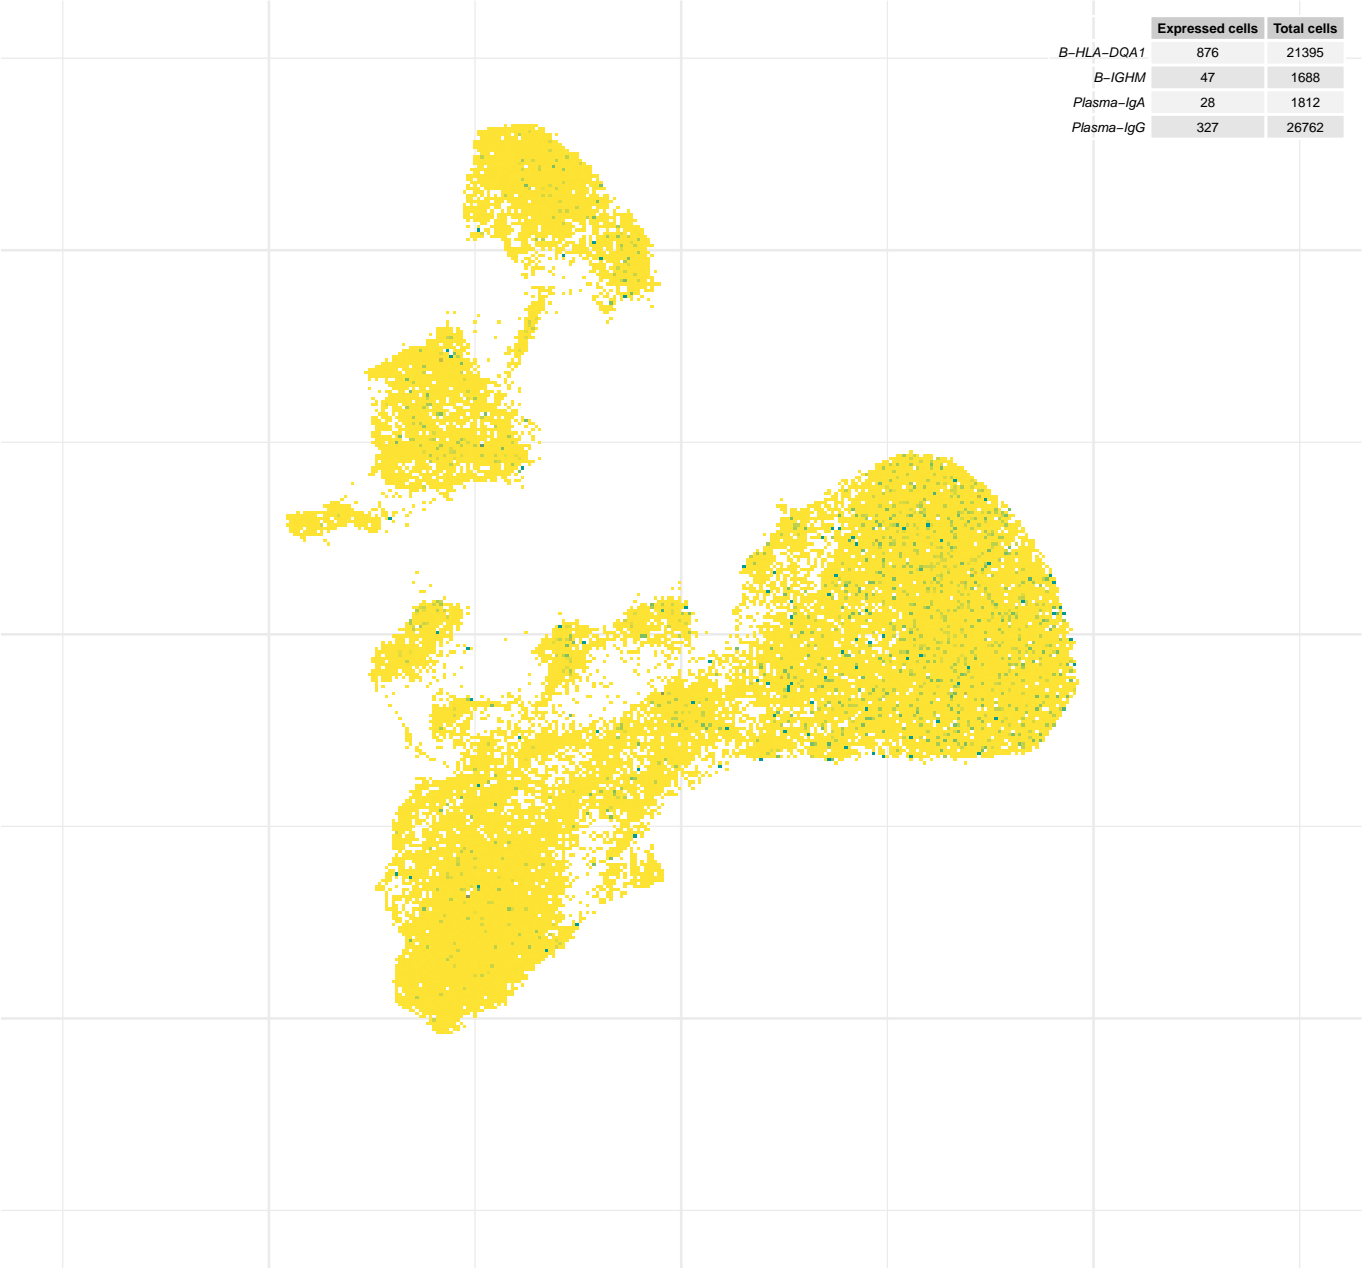 Expressed cells Total cells
B−HLA−DQA1 876 21395
B−IGHM 47 1688
Plasma−IgA 28 1812
Plasma−IgG 327 26762